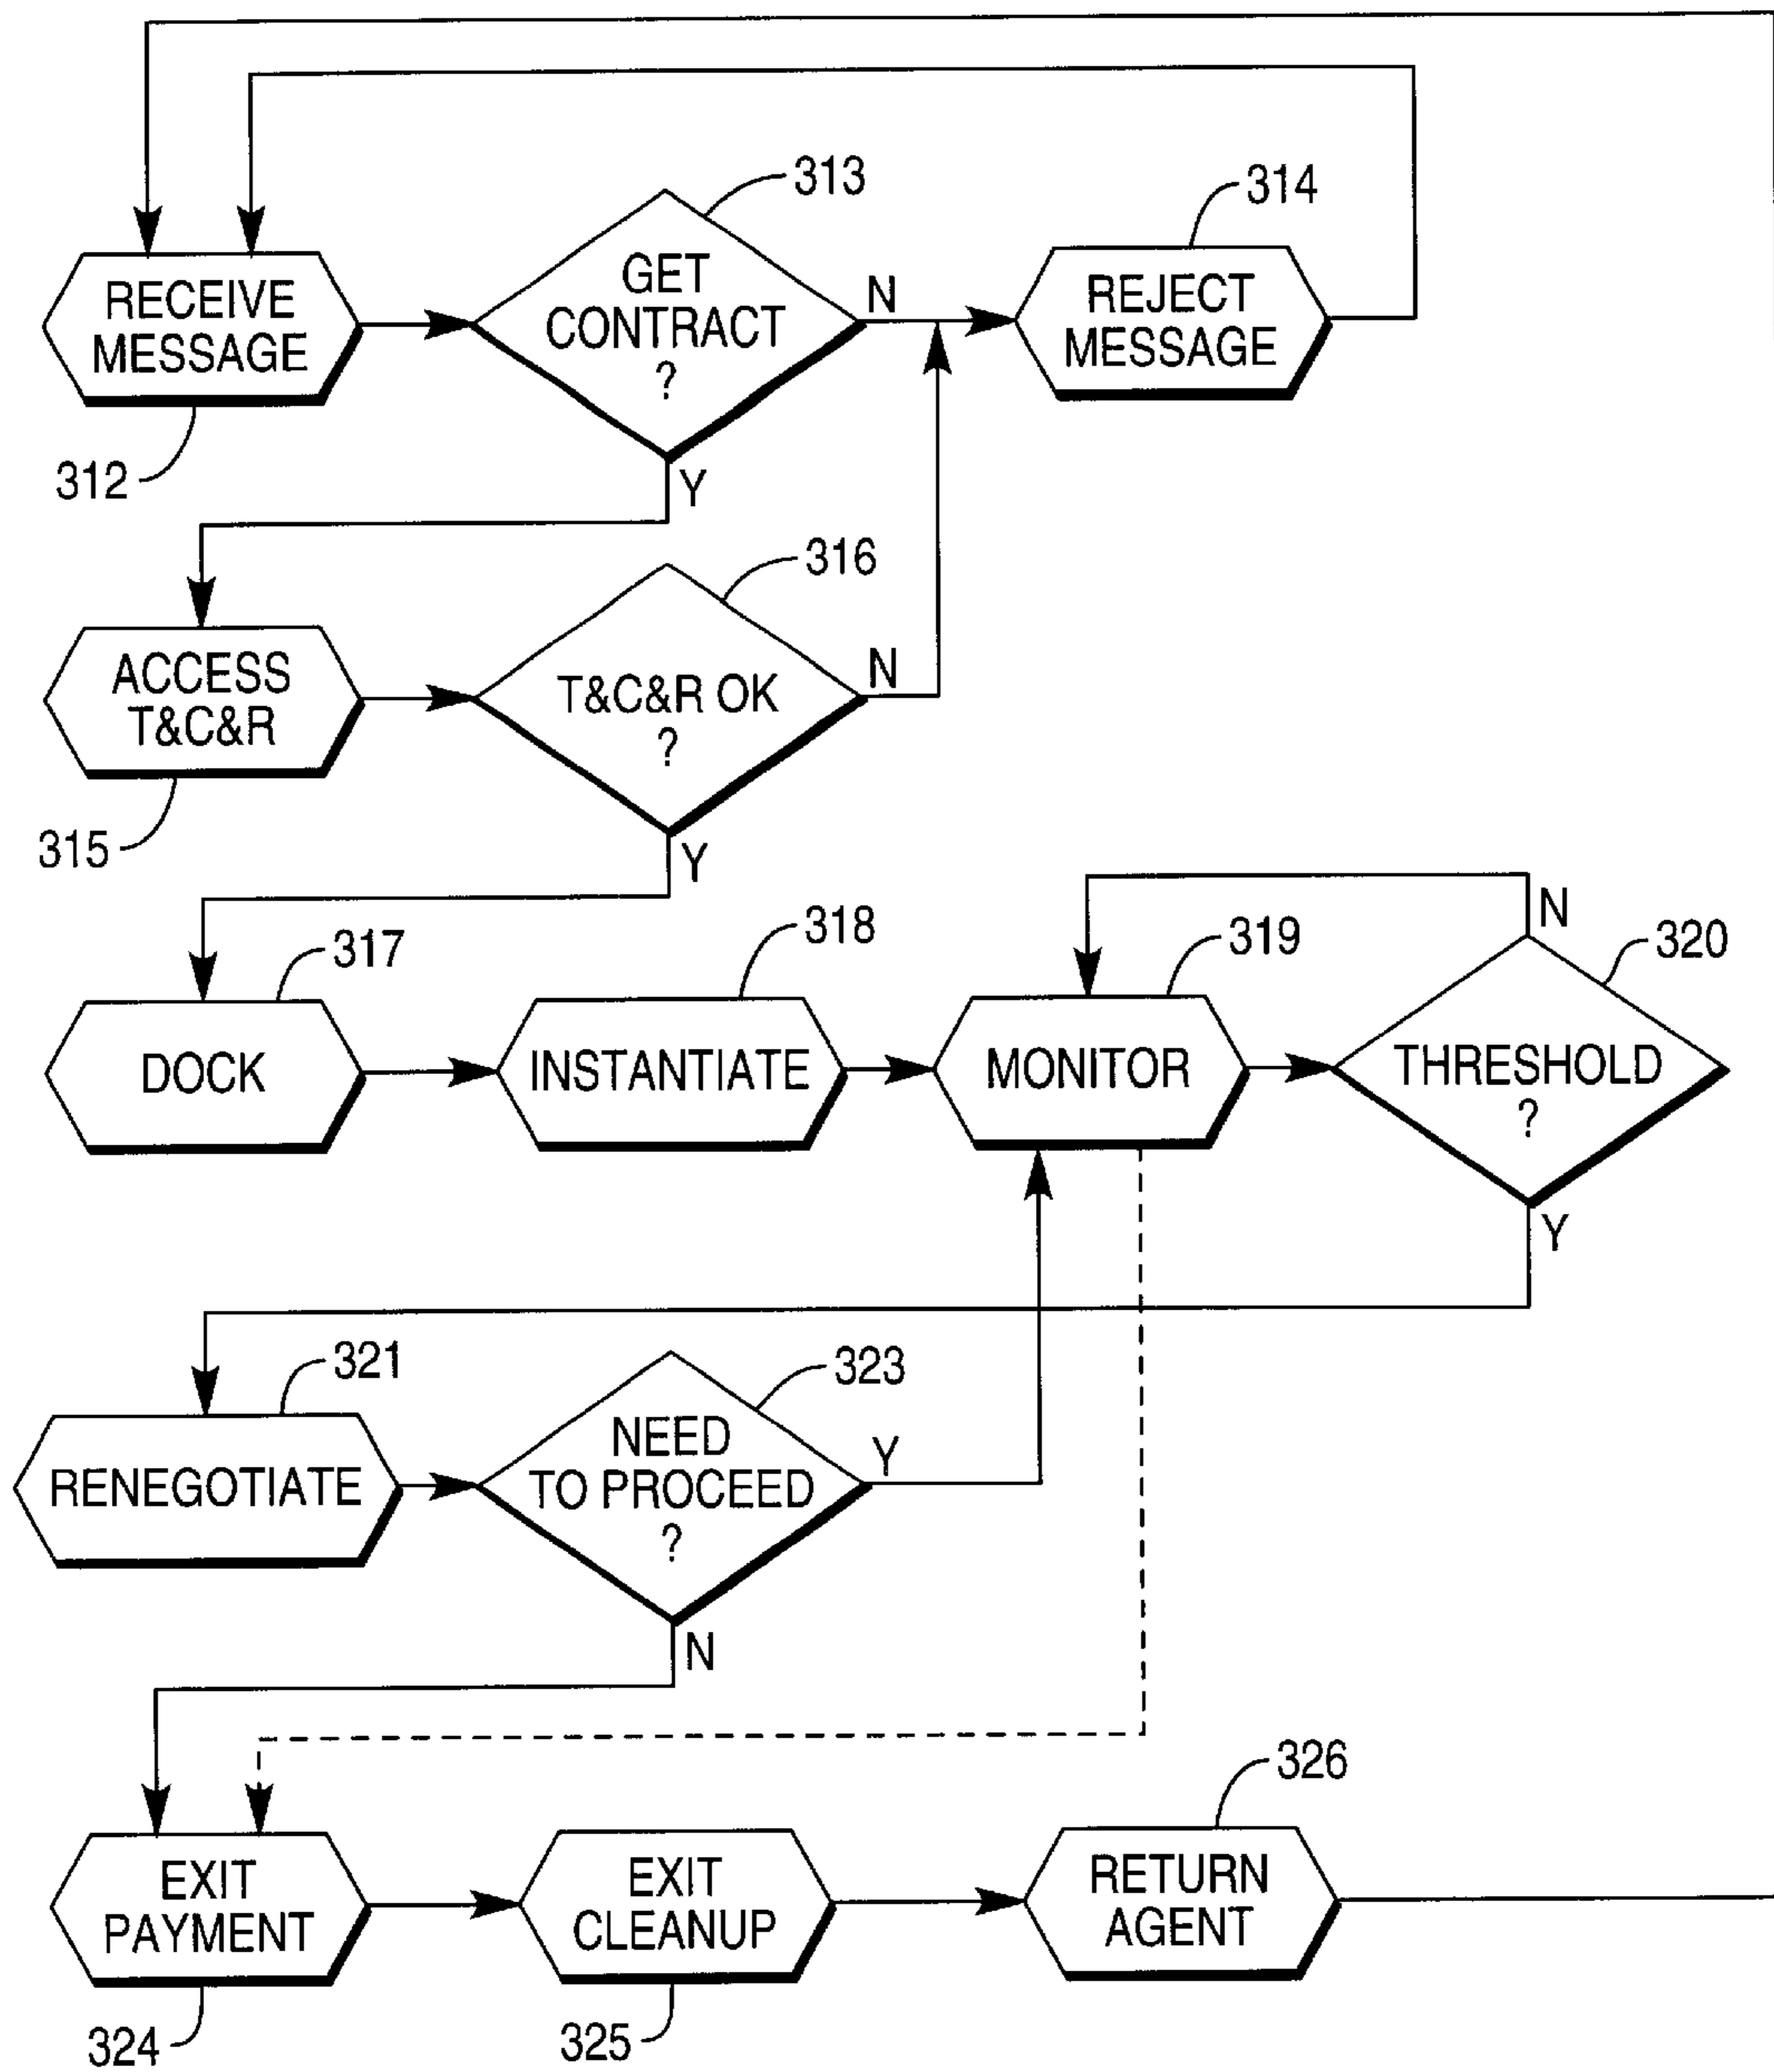 313
314
RECEIVE
MESSAGE
GET
CONTRACT
?
N
REJECT
MESSAGE
312
Y
316
ACCESS
T&C&R
T&C&R OK
?
N
315
Y
317
318
319
N
320
DOCK
INSTANTIATE
MONITOR
THRESHOLD
?
Y
321
323
RENEGOTIATE
NEED
TO PROCEED
?
Y
N
326
EXIT
PAYMENT
EXIT
CLEANUP
RETURN
AGENT
324
325